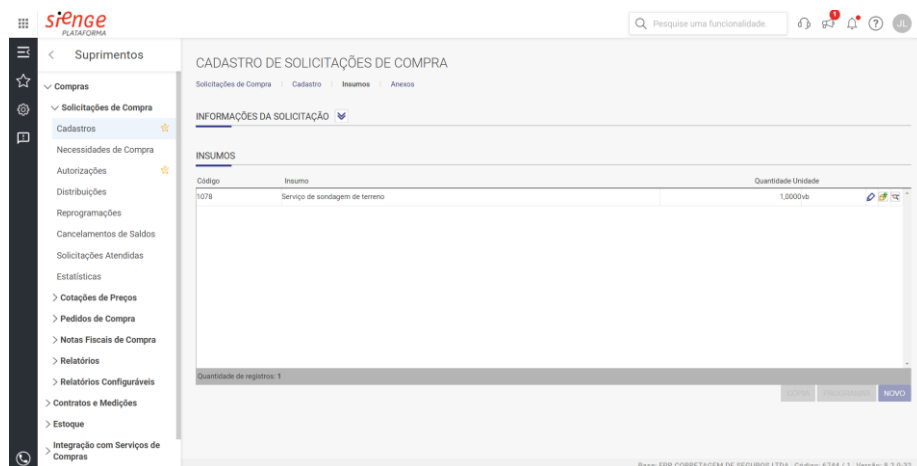 sienge
PLATAFORMA
Pesquise uma funcionalidade.
1
?
JL
Suprimentos
Compras
Solicitações de Compra
Cadastros
Necessidades de Compra
Autorizações
Distribuições
Reprogramações
Cancelamentos de Saldos
Solicitações Atendidas
Estatísticas
Cotações de Preços
Pedidos de Compra
Notas Fiscais de Compra
Relatórios
Relatórios Configuráveis
Contratos e Medições
Estoque
Integração com Serviços de
Compras
CADASTRO DE SOLICITAÇÕES DE COMPRA
Solicitações de Compra Cadastro Insumos Anexos
INFORMAÇÕES DA SOLICITAÇÃO
INSUMOS
Código Insumo Quantidade Unidade
1078 Serviço de sondagem de terreno 1,0000vb
Quantidade de registros: 1
COPIAR PROGRAMAR NOVO